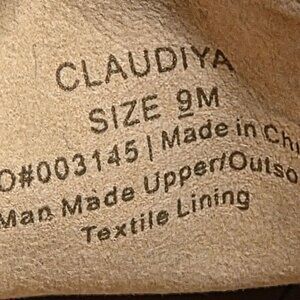 CLAUDIYA
SIZE 9M
O#003145 | Made in Chi
Man Made Upper/Outso
Textile Lining